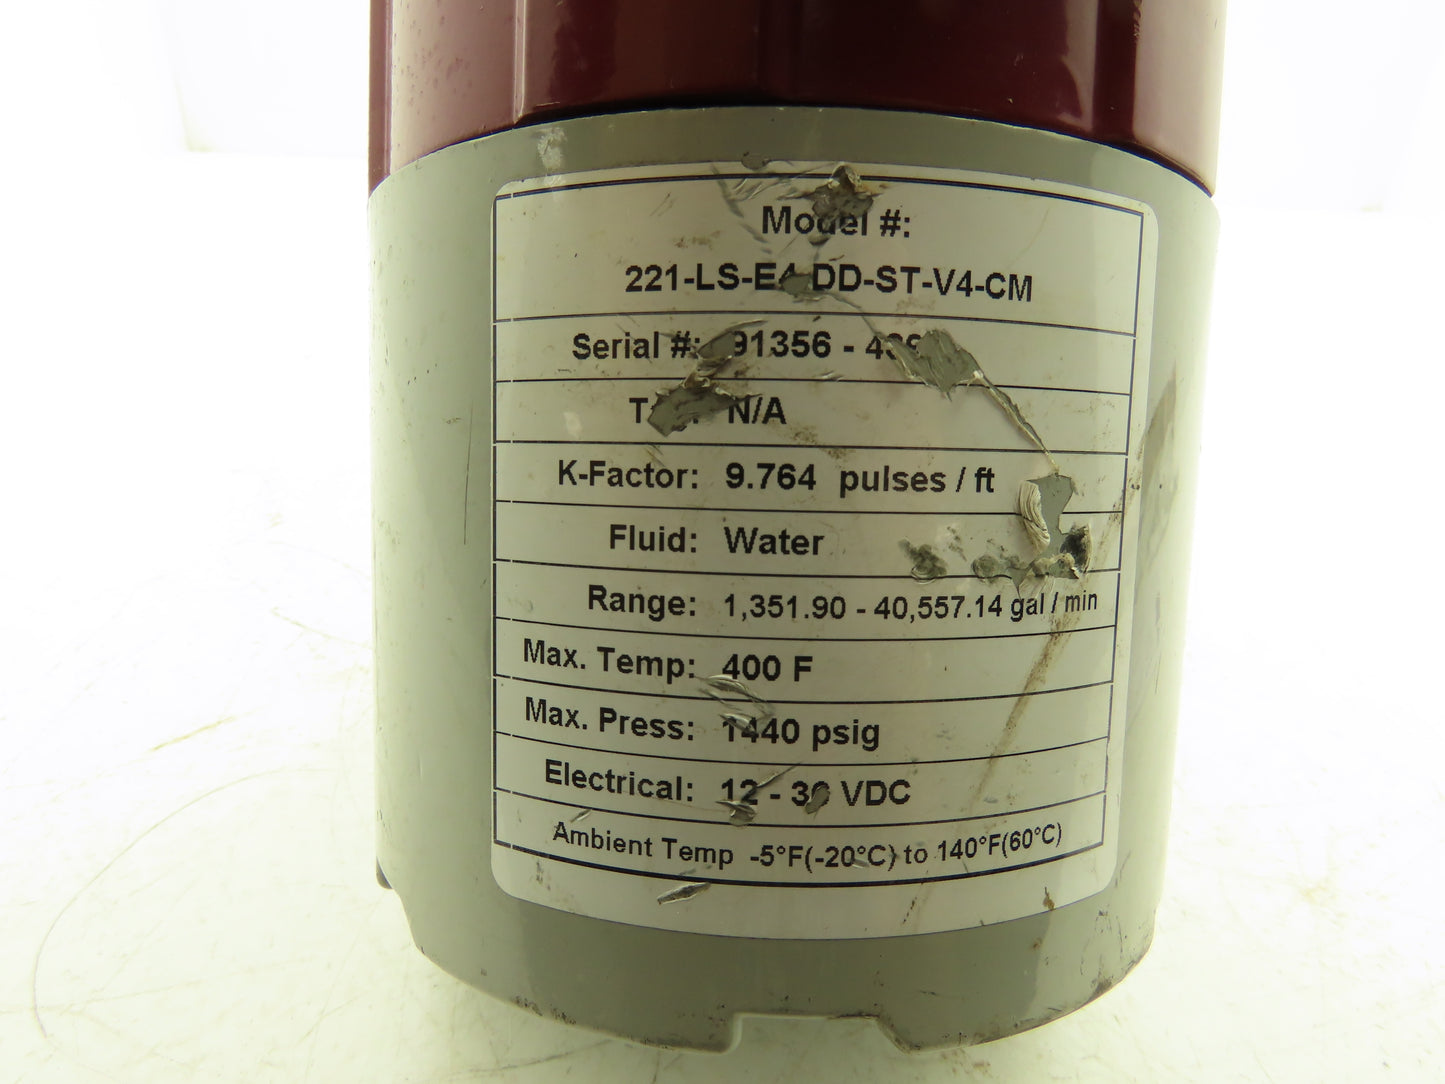 Model #:
221-LS-E4-DD-ST-V4-CM
Serial #: 91356 -
N/A
K-Factor: 9.764 pulses / ft
Fluid: Water
Range: 1,351.90 - 40,557.14 gal / min
Max. Temp: 400 F
Max. Press: 1440 psig
Electrical: 12 - 30 VDC
Ambient Temp -5°F(-20°C) to 140°F(60°C)